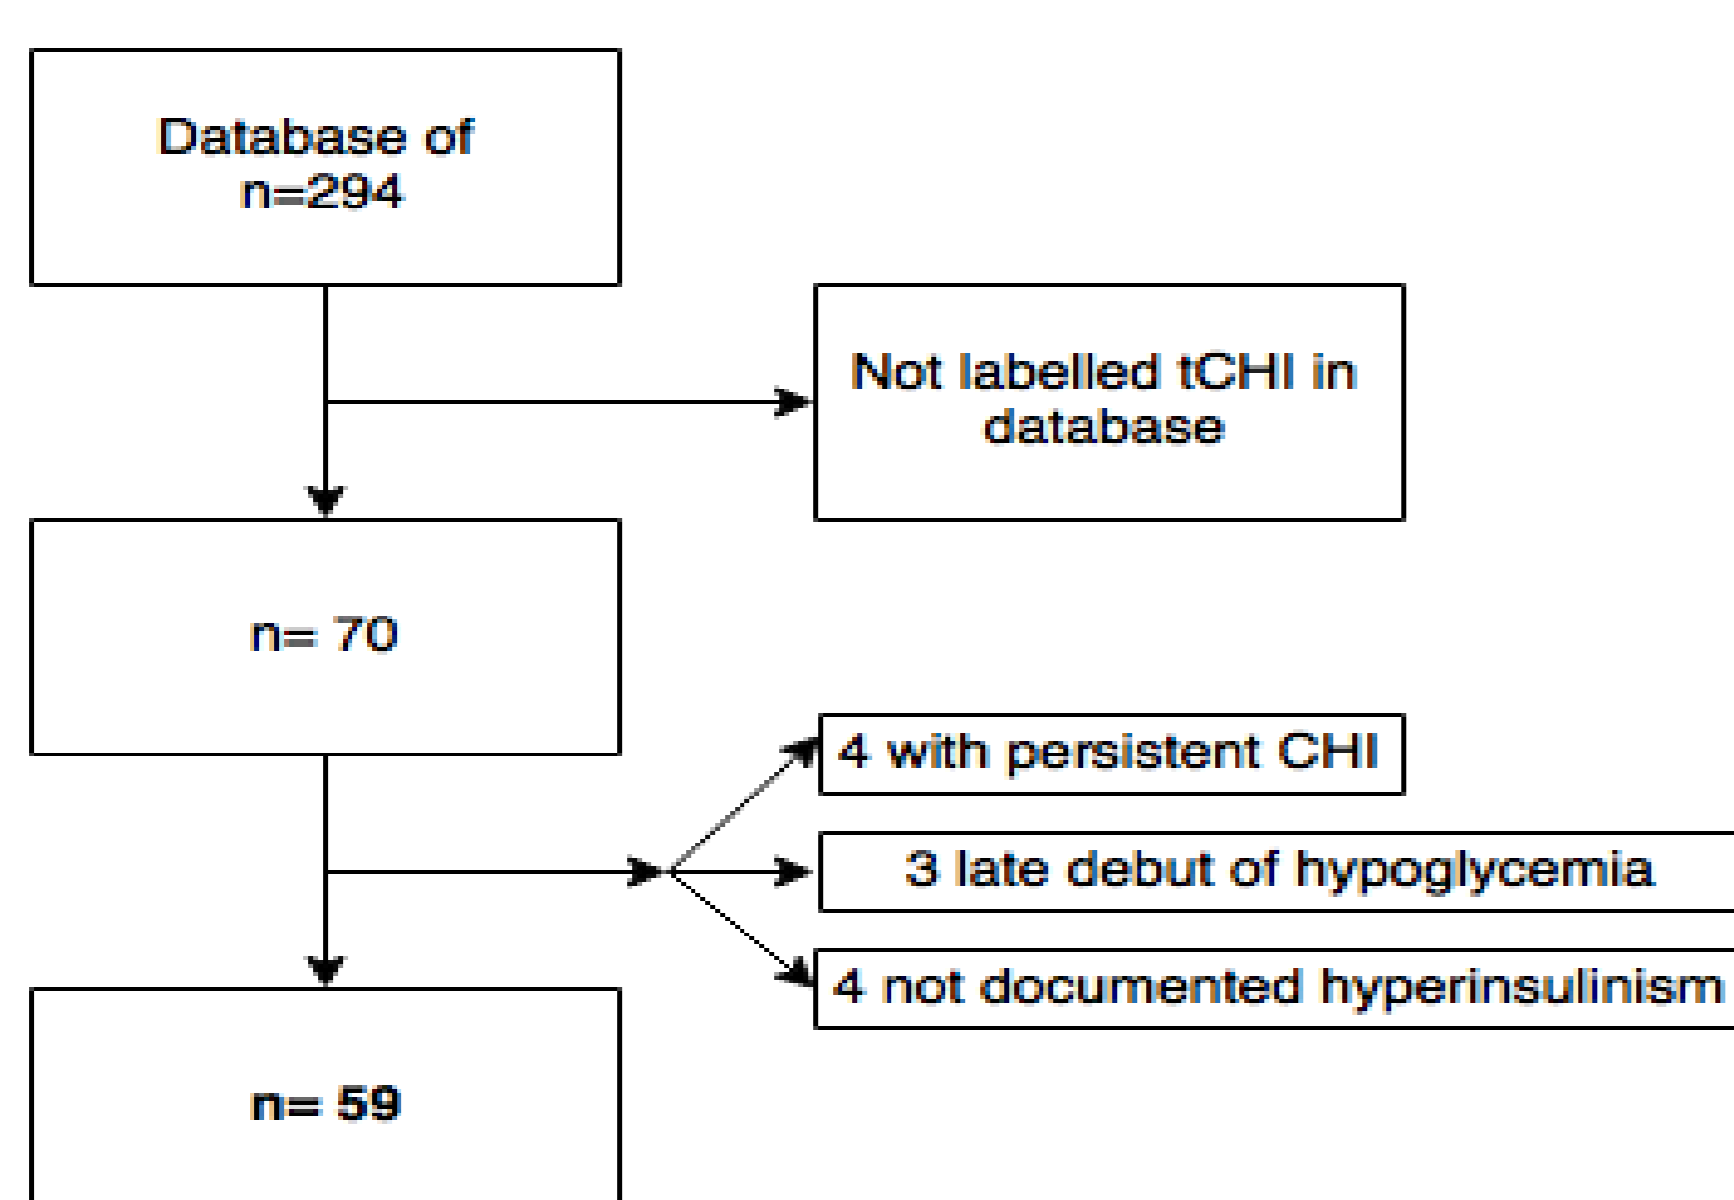 Database of
n=294
Not labelled tCHI in
database
n= 70
4 with persistent CHI
3 late debut of hypoglycemia
4 not documented hyperinsulinism
n= 59